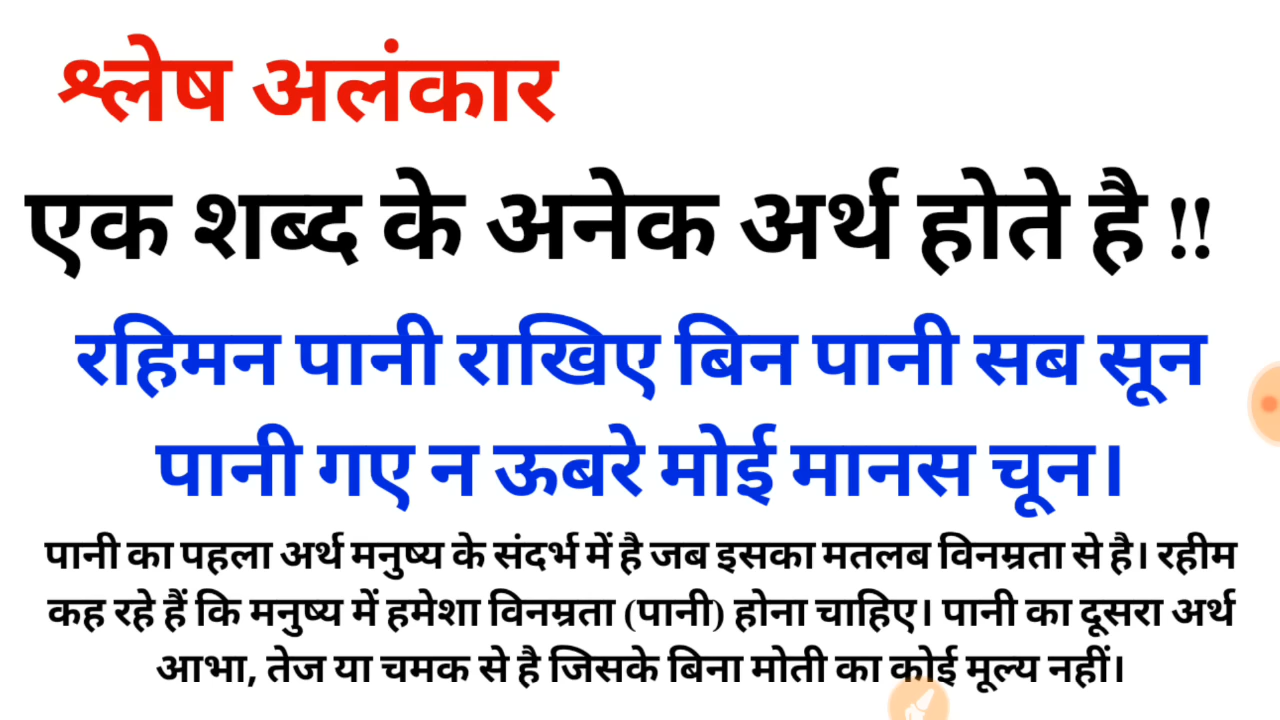 श्लेष अलंकार
एक शब्द के अनेक अर्थ होते है !!
रहिमन पानी राखिए बिन पानी सब सून
पानी गए न ऊबरे मोई मानस चून।
पानी का पहला अर्थ मनुष्य के संदर्भ में है जब इसका मतलब विनम्रता से है। रहीम
कह रहे हैं कि मनुष्य में हमेशा विनम्रता (पानी) होना चाहिए। पानी का दूसरा अर्थ
आभा, तेज या चमक से है जिसके बिना मोती का कोई मूल्य नहीं।